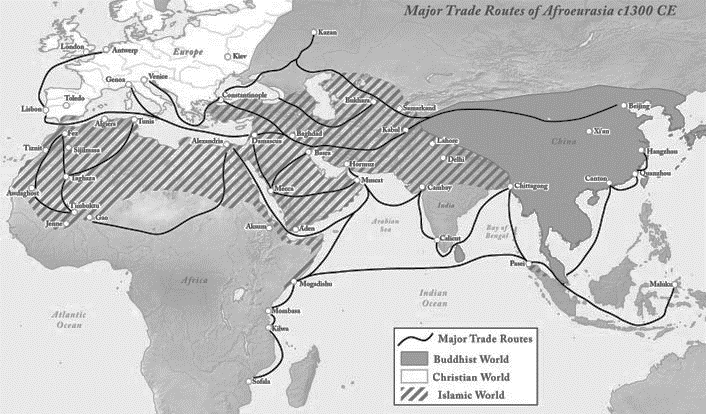 Major Trade Routes of Afroeurasia c1300 CE
Kazan
London
Antwerp
Europe
Kiev
Genoa
Venice
Toledo
Lisbon
Constantinople
Bukhara
Samarkand
Beijing
Algiers
Tunis
Fez
Tiznit
Sijilmasa
Alexandria
Damascus
Baghdad
Kabul
Lahore
Delhi
Xi'an
China
Hangzhou
Quanzhou
Basra
Hormuz
Muscat
Mecca
Taghaza
Awdaghost
Timbuktu
Gao
Jenne
Cambay
Chittagong
Canton
India
Arabian
Sea
Bay of
Bengal
Aksum
Aden
Calicut
Africa
Mogadishu
Pasei
Maluku
Indian
Ocean
Atlantic
Ocean
Mombasa
Kilwa
Sofala
Major Trade Routes
Buddhist World
Christian World
Islamic World